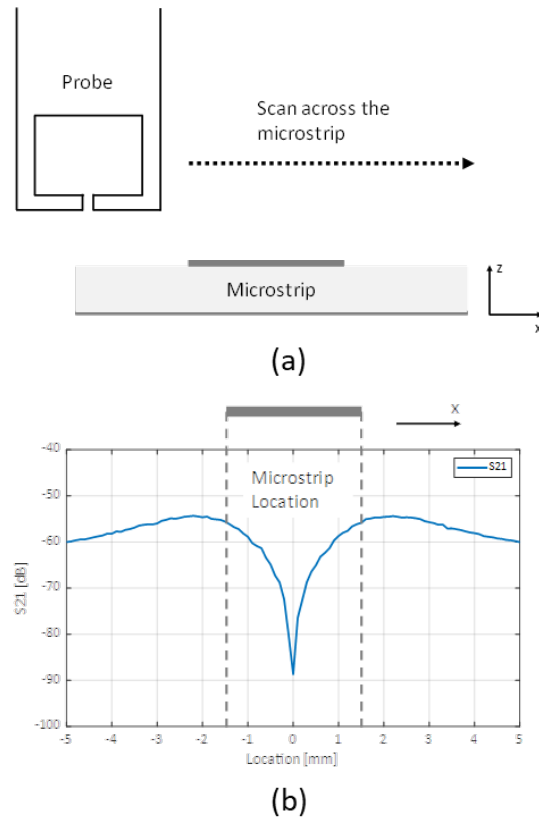 Probe
Scan across the
microstrip
Microstrip
z
x
(a)
x
-40
S21
Microstrip
Location
-50
-60
-70
-80
-90
-100
S21 [dB]
-5 -4 -3 -2 -1 0 1 2 3 4 5
Location [mm]
(b)